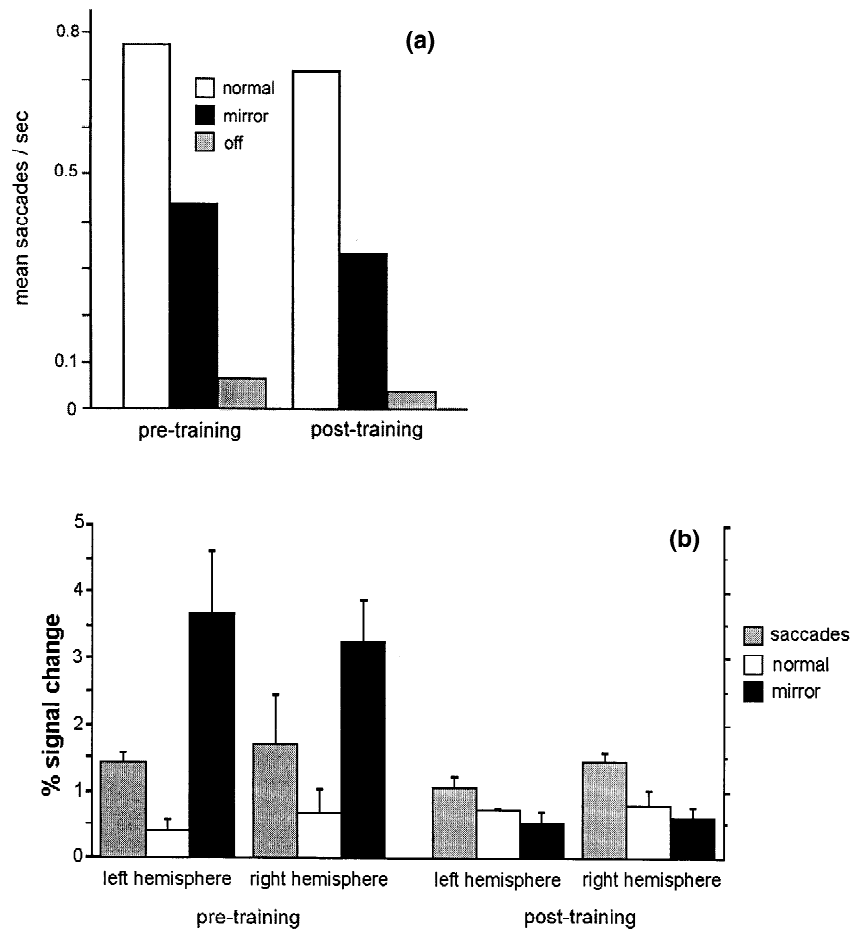 (a)
0.8
0.5
0.1
0
mean saccades / sec
normal
mirror
off
pre-training post-training
(b)
5
4
3
2
1
0
% signal change
saccades
normal
mirror
left hemisphere right hemisphere left hemisphere right hemisphere
pre-training post-training